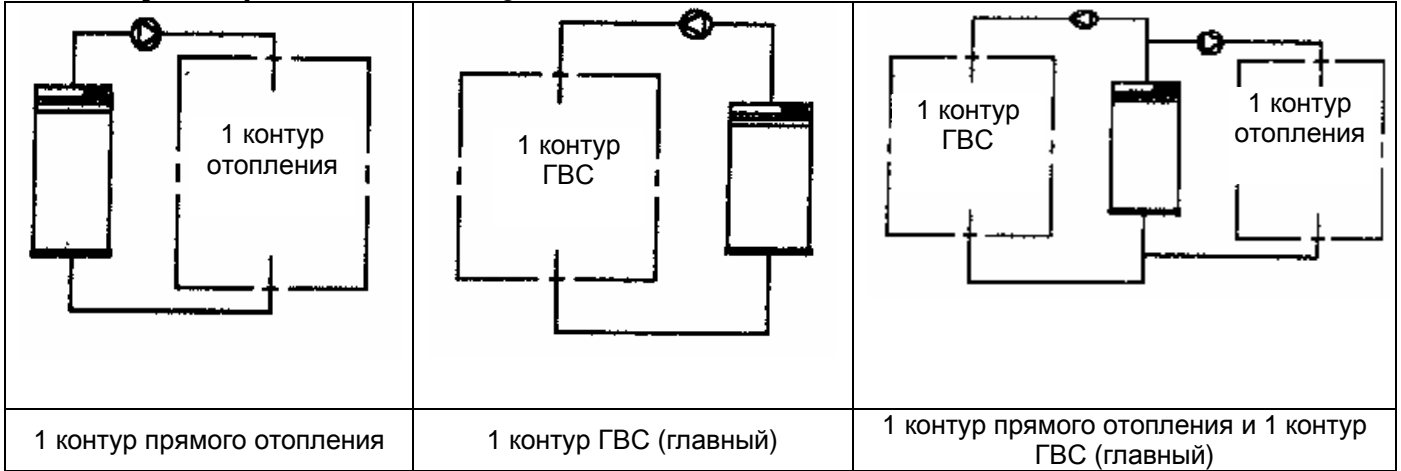 1 контур
отопления
1 контур
ГВС
1 контур
ГВС
1 контур
отопления
1 контур прямого отопления
1 контур ГВС (главный)
1 контур прямого отопления и 1 контур
ГВС (главный)